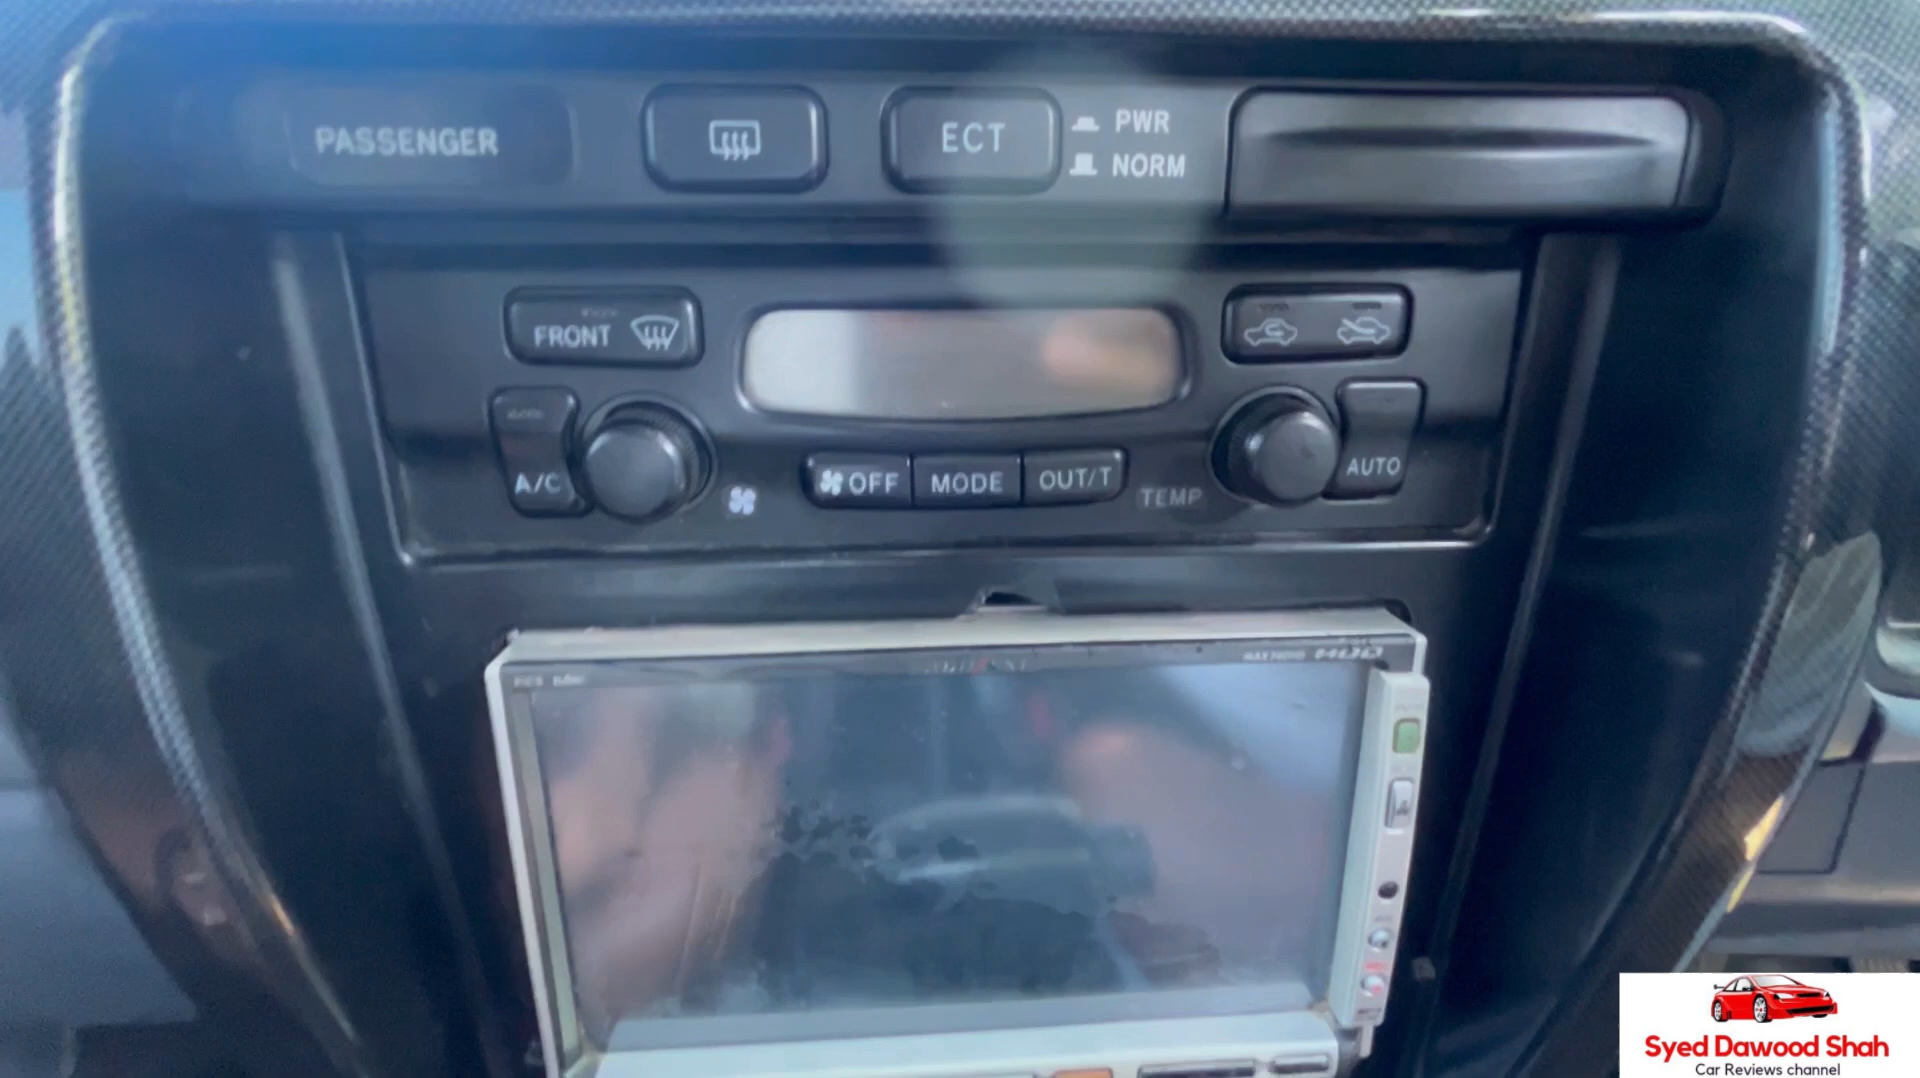 PASSENGER
ECT
PWR
NORM
FRONT
A/C
OFF
MODE
OUT/T
TEMP
AUTO
Syed Dawood Shah
Car Reviews channel